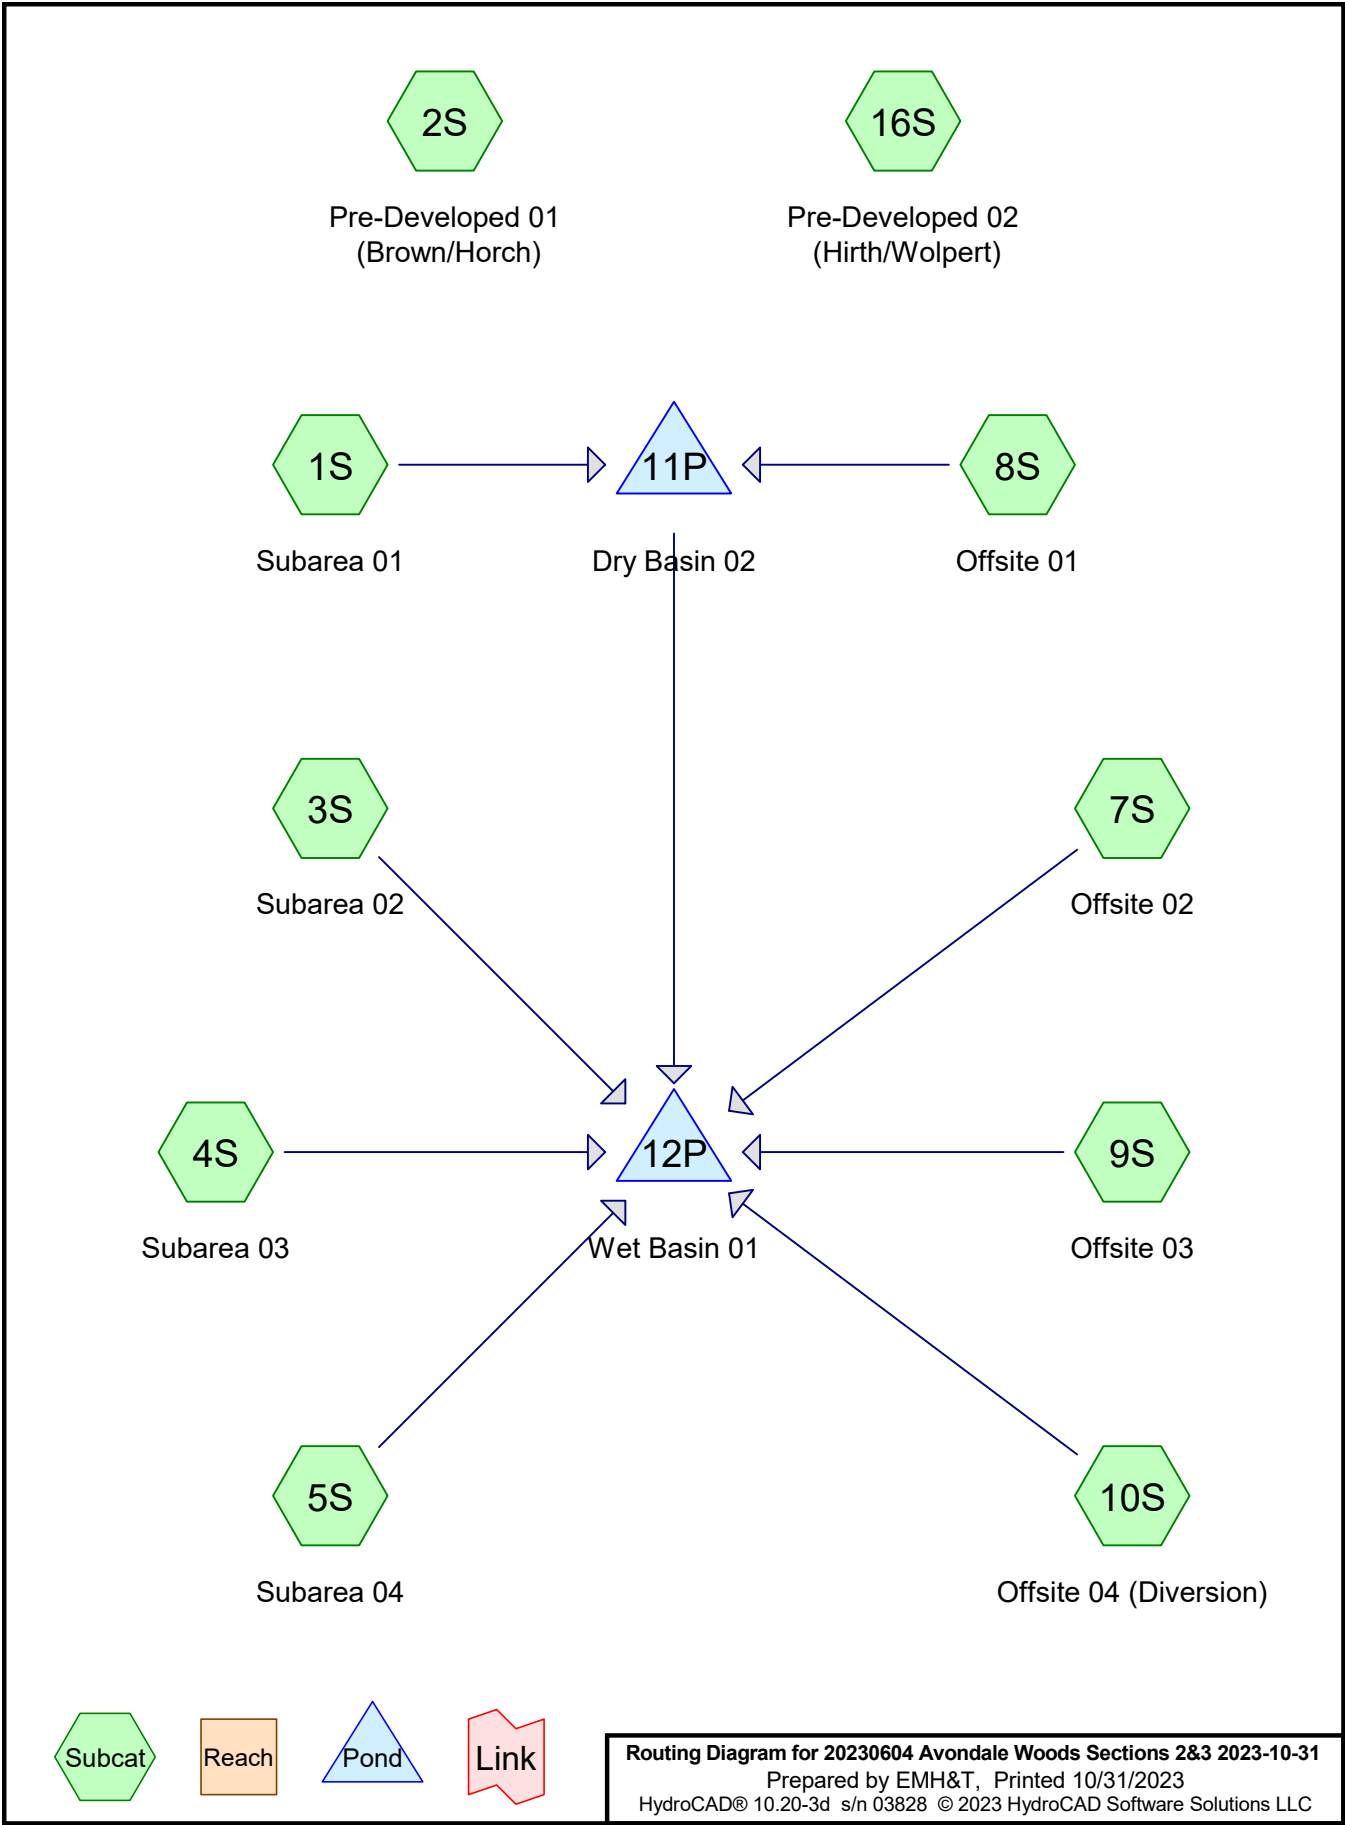 2S
16S
Pre-Developed 01
(Brown/Horch)
Pre-Developed 02
(Hirth/Wolpert)
1S
11P
8S
Subarea 01
Dry Basin 02
Offsite 01
3S
7S
Subarea 02
Offsite 02
4S
12P
9S
Subarea 03
Wet Basin 01
Offsite 03
5S
10S
Subarea 04
Offsite 04 (Diversion)
Subcat
Reach
Pond
Link
Routing Diagram for 20230604 Avondale Woods Sections 2&3 2023-10-31
Prepared by EMH&T, Printed 10/31/2023
HydroCAD® 10.20-3d s/n 03828 © 2023 HydroCAD Software Solutions LLC